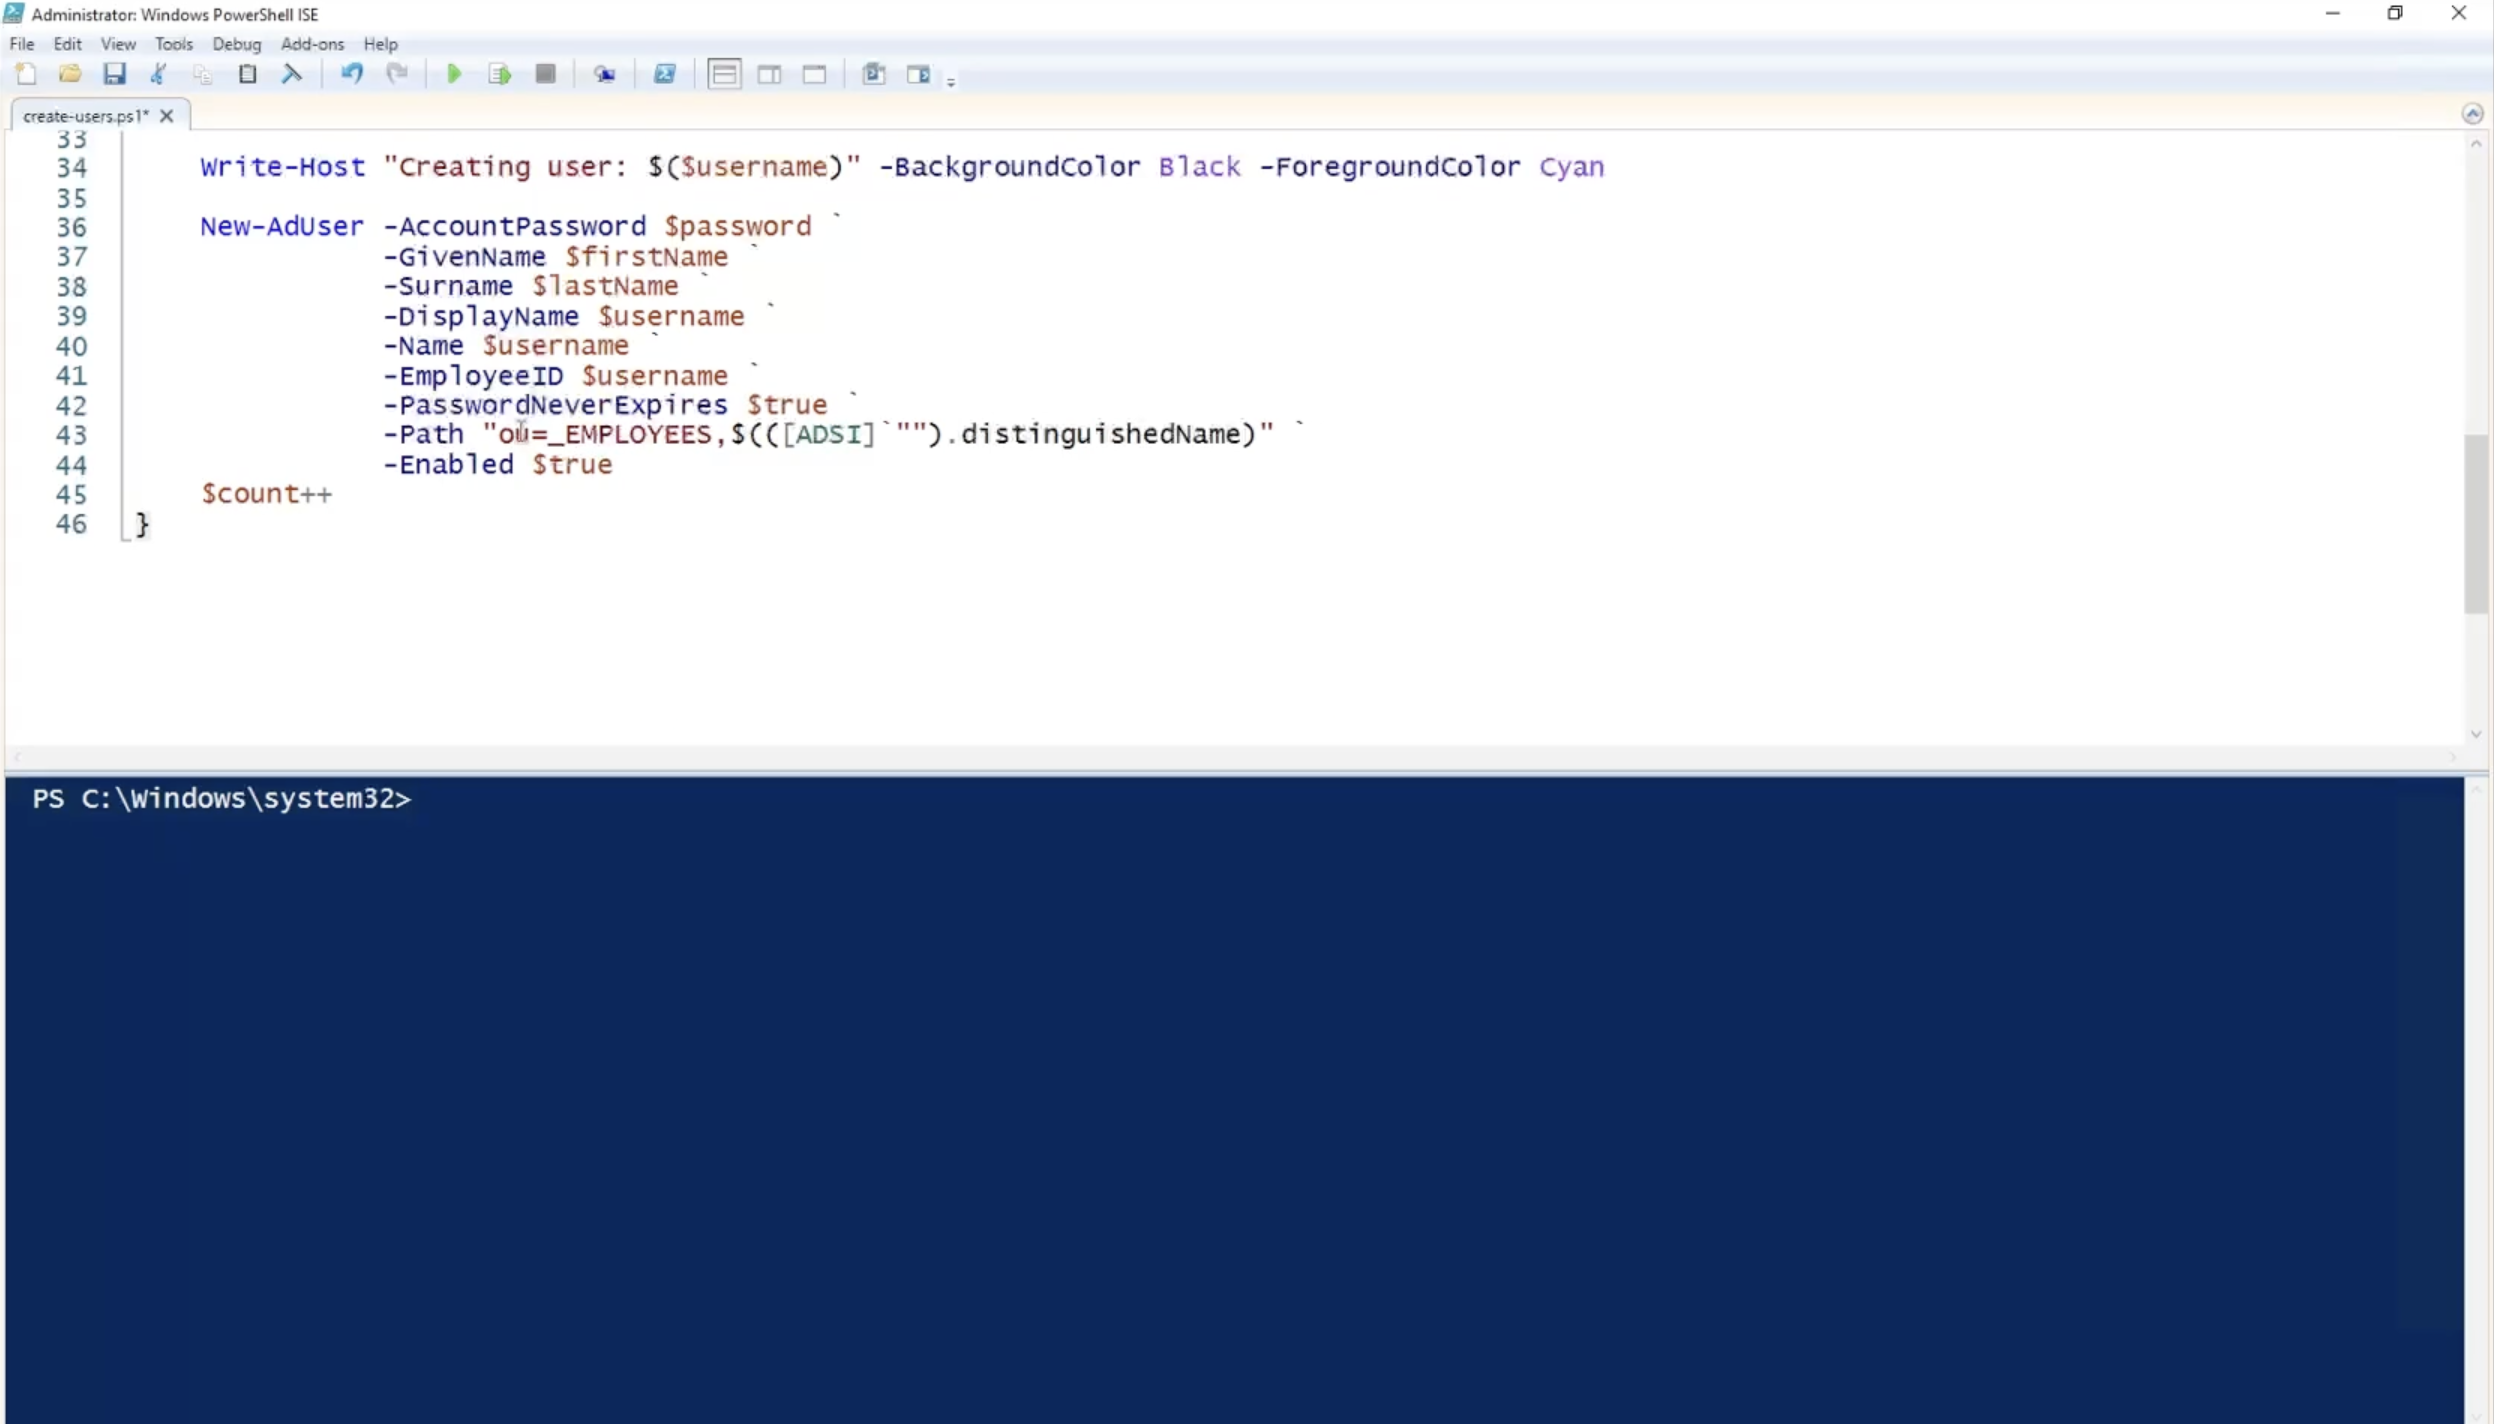 Administrator: Windows PowerShell ISE
File Edit View Tools Debug Add-ons Help
create-users.ps1*
33
34 Write-Host "Creating user: $($username)" -BackgroundColor Black -ForegroundColor Cyan
35
36 New-AdUser -AccountPassword $password `
37 -GivenName $firstName `
38 -Surname $lastName `
39 -DisplayName $username `
40 -Name $username `
41 -EmployeeID $username `
42 -PasswordNeverExpires $true `
43 -Path "ou=_EMPLOYEES,$(([ADSI]`"").distinguishedName)" `
44 -Enabled $true
45 $count++
46 }
PS C:\Windows\system32>